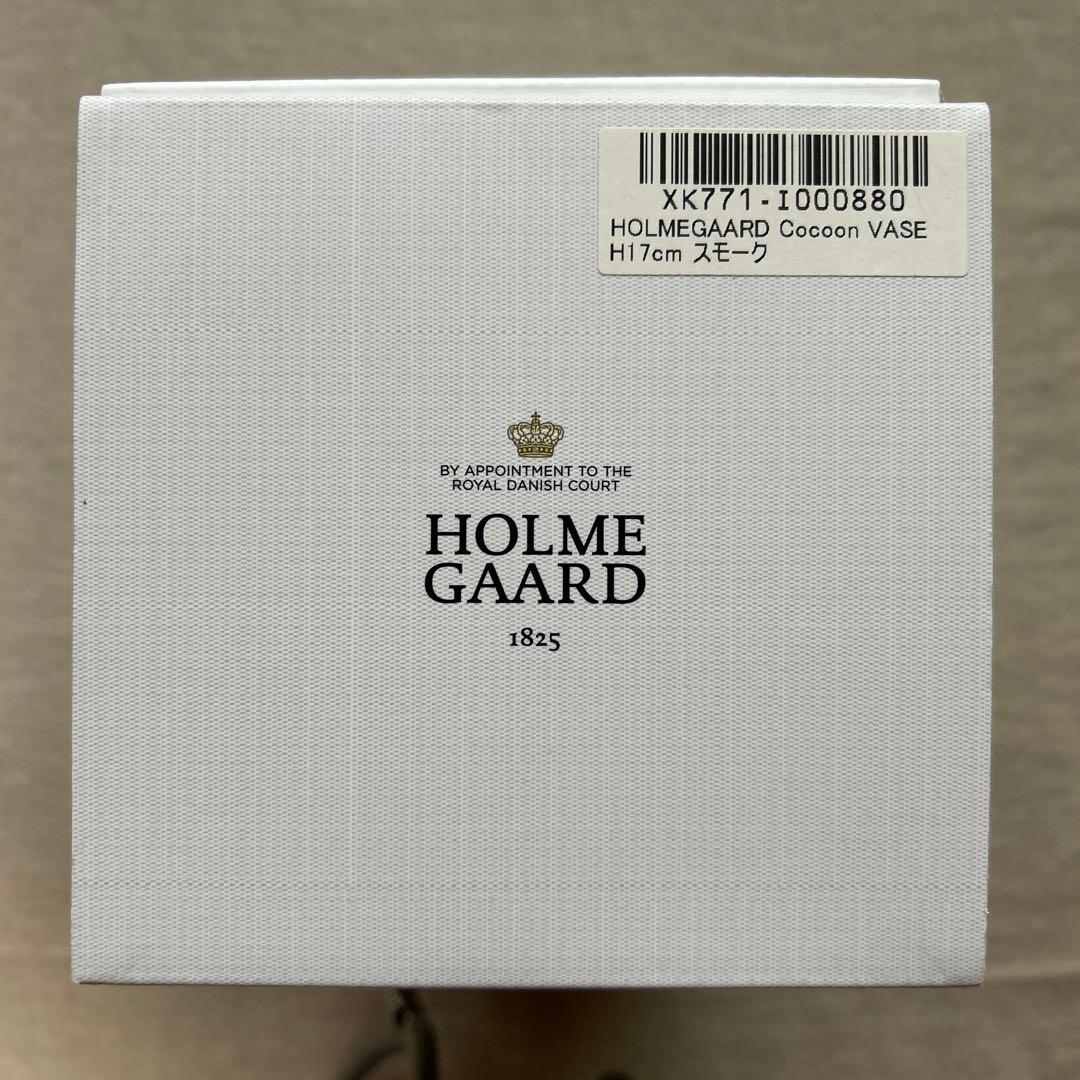 XK771-I000880
HOLMEGAARD Cocoon VASE
H17cm スモーク
BY APPOINTMENT TO THE
ROYAL DANISH COURT
HOLME
GAARD
1825